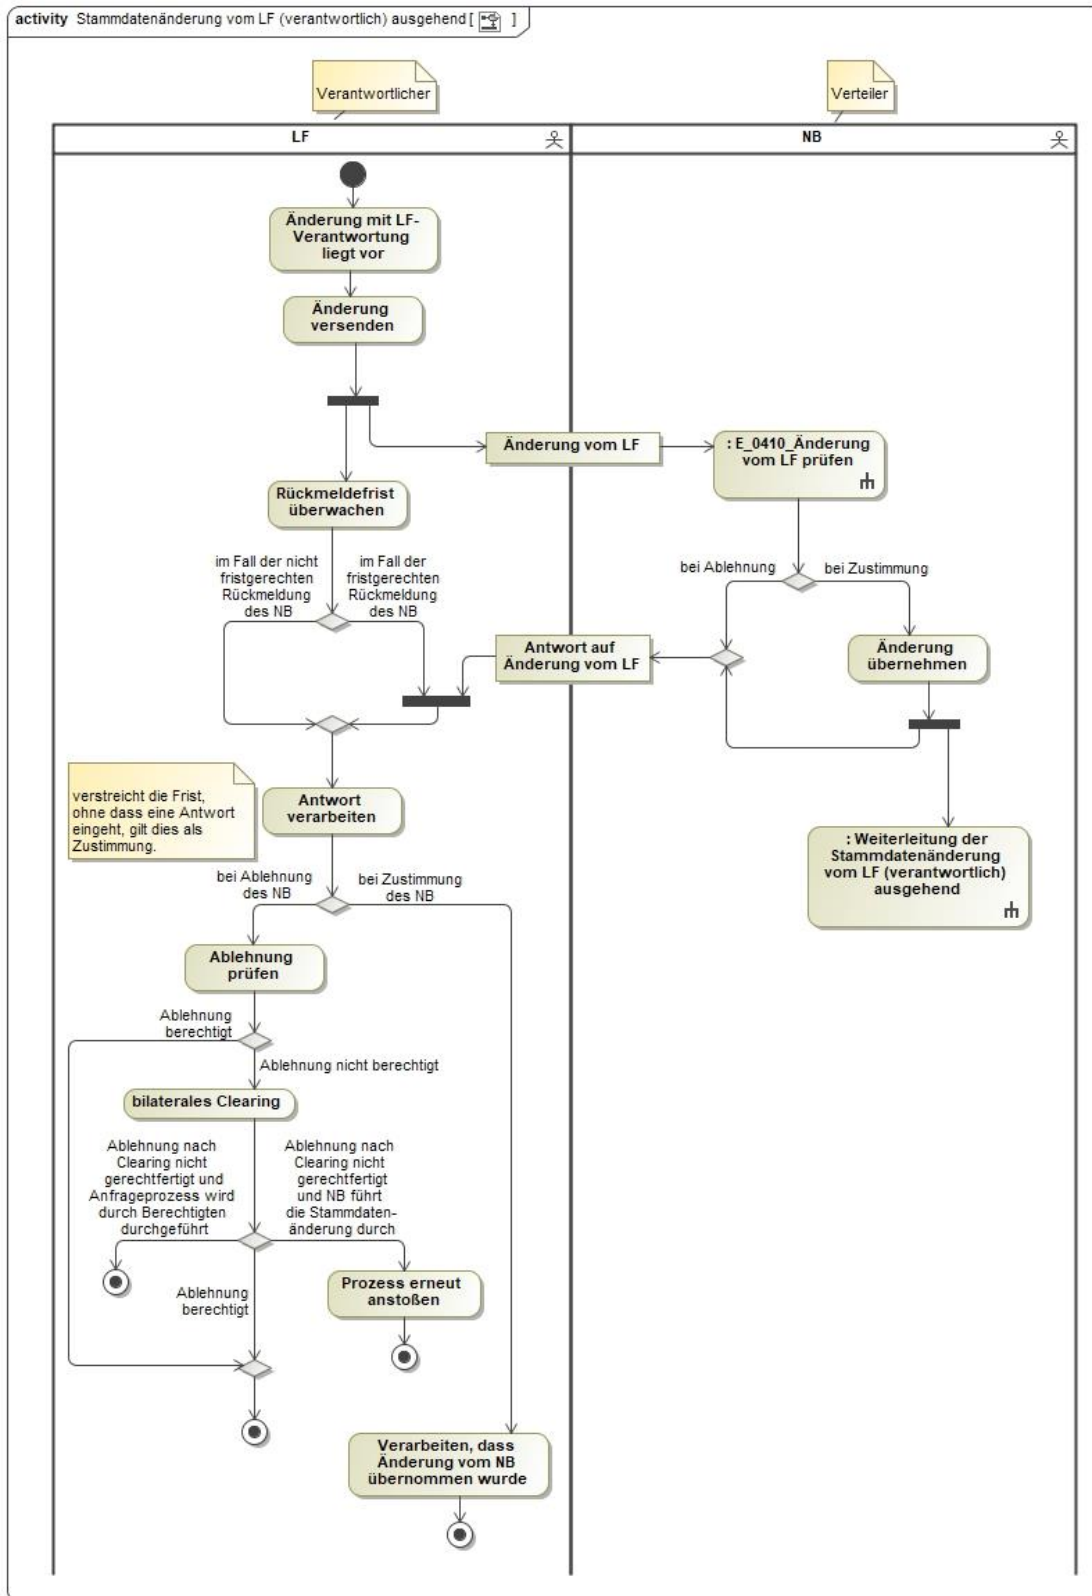 activity Stammdatenänderung vom LF (verantwortlich) ausgehend [ ]
Verantwortlicher
Verteiler
LF
NB
Änderung mit LF-
Verantwortung
liegt vor
Änderung
versenden
Änderung vom LF
: E_0410_Änderung
vom LF prüfen
Rückmeldefrist
überwachen
im Fall der nicht
fristgerechten
Rückmeldung
des NB
im Fall der
fristgerechten
Rückmeldung
des NB
bei Ablehnung
bei Zustimmung
Antwort auf
Änderung vom LF
Änderung
übernehmen
verstreicht die Frist,
ohne dass eine Antwort
eingeht, gilt dies als
Zustimmung.
Antwort
verarbeiten
: Weiterleitung der
Stammdatenänderung
vom LF (verantwortlich)
ausgehend
bei Ablehnung
des NB
bei Zustimmung
des NB
Ablehnung
prüfen
Ablehnung
berechtigt
Ablehnung nicht berechtigt
bilaterales Clearing
Ablehnung nach
Clearing nicht
gerechtfertigt und
Anfrageprozess wird
durch Berechtigten
durchgeführt
Ablehnung nach
Clearing nicht
gerechtfertigt
und NB führt
die Stammdaten-
änderung durch
Prozess erneut
anstoßen
Ablehnung
berechtigt
Verarbeiten, dass
Änderung vom NB
übernommen wurde